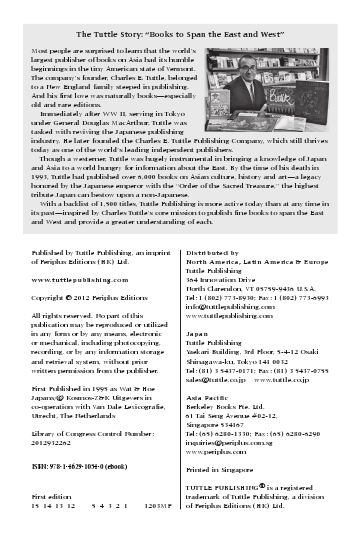 The Tuttle Story: "Books to Span the East and West"
Most people are surprised to learn that the world's
largest publisher of books on Asia had its humble
beginnings in the tiny American state of Vermont.
The company's founder, Charles E. Tuttle, belonged
to a New England family steeped in publishing.
And his first love was naturally books—especially
old and rare editions.
Immediately after WW II, serving in Tokyo
under General Douglas MacArthur, Tuttle was
tasked with reviving the Japanese publishing
industry. He later founded the Charles E. Tuttle Publishing Company, which still thrives
today as one of the world's leading independent publishers.
Though a westerner, Tuttle was hugely instrumental in bringing a knowledge of Japan
and Asia to a world hungry for information about the East. By the time of his death in
1993, Tuttle had published over 6,000 books on Asian culture, history and art—a legacy
honored by the Japanese emperor with the "Order of the Sacred Treasure," the highest
tribute Japan can bestow upon a non-Japanese.
With a backlist of 1,500 titles, Tuttle Publishing is more active today than at any time in
its past—inspired by Charles Tuttle's core mission to publish fine books to span the East
and West and provide a greater understanding of each.
Published by Tuttle Publishing, an imprint
of Periplus Editions (HK) Ltd.
www.tuttlepublishing.com
Copyright © 2012 Periplus Editions
All rights reserved. No part of this
publication may be reproduced or utilized
in any form or by any means, electronic
or mechanical, including photocopying,
recording, or by any information storage
and retrieval system, without prior
written permission from the publisher.
First Published in 1995 as Wat & Hoe
Japans,© Kosmos-Z&K Uitgevers in
co-operation with Van Dale Lexicografie,
Utrecht, The Netherlands
Library of Congress Control Number:
2012932262
ISBN: 978-1-4629-1054-0 (ebook)
First edition
15 14 13 12 5 4 3 2 1 1203MP
Distributed by
North America, Latin America & Europe
Tuttle Publishing
364 Innovation Drive
North Clarendon, VT 05759-9436 U.S.A.
Tel: 1 (802) 773-8930; Fax: 1 (802) 773-6993
info@tuttlepublishing.com
www.tuttlepublishing.com
Japan
Tuttle Publishing
Yaekari Building, 3rd Floor, 5-4-12 Osaki
Shinagawa-ku, Tokyo 141 0032
Tel: (81) 3 5437-0171; Fax: (81) 3 5437-0755
sales@tuttle.co.jp www.tuttle.co.jp
Asia Pacific
Berkeley Books Pte. Ltd.
61 Tai Seng Avenue #02-12,
Singapore 534167
Tel: (65) 6280-1330; Fax: (65) 6280-6290
inquiries@periplus.com.sg
www.periplus.com
Printed in Singapore
TUTTLE PUBLISHING® is a registered
trademark of Tuttle Publishing, a division
of Periplus Editions (HK) Ltd.